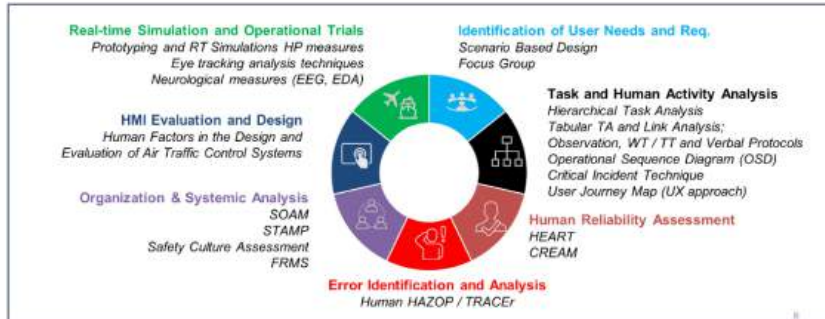 Real-time Simulation and Operational Trials
Prototyping and RT Simulations HP measures
Eye tracking analysis techniques
Neurological measures (EEG, EDA)
Identification of User Needs and Req.
Scenario Based Design
Focus Group
Task and Human Activity Analysis
Hierarchical Task Analysis
Tabular TA and Link Analysis;
Observation, WT / TT and Verbal Protocols
Operational Sequence Diagram (OSD)
Critical Incident Technique
User Journey Map (UX approach)
HMI Evaluation and Design
Human Factors in the Design and
Evaluation of Air Traffic Control Systems
Organization & Systemic Analysis
SOAM
STAMP
Safety Culture Assessment
FRMS
Human Reliability Assessment
HEART
CREAM
Error Identification and Analysis
Human HAZOP / TRACEr